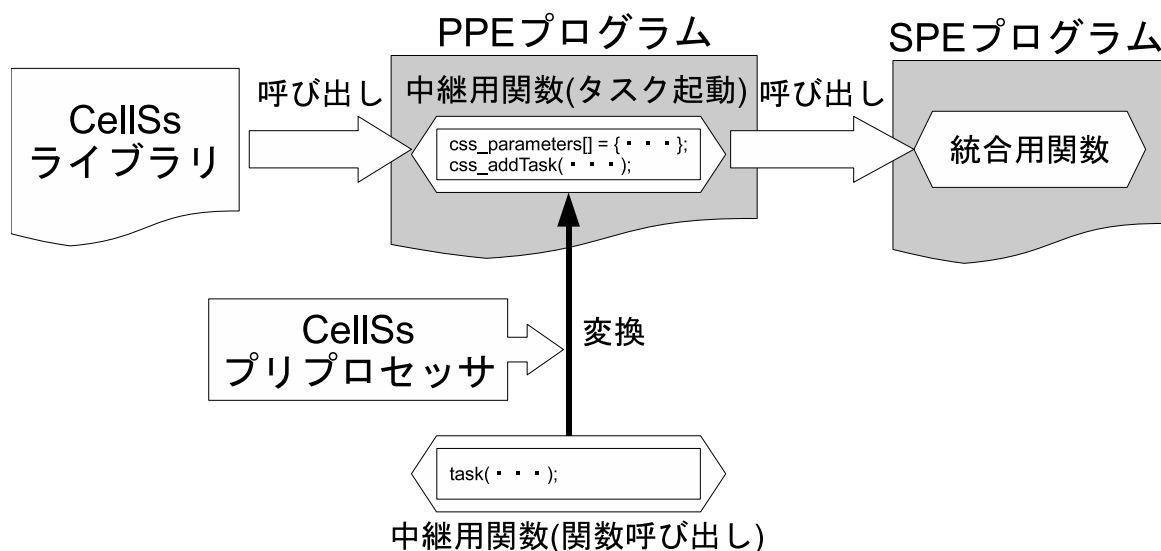 PPEプログラム
SPEプログラム
CellSs
ライブラリ
呼び出し
中継用関数(タスク起動)
css_parameters[] = {・・・};
css_addTask(・・・);
呼び出し
統合用関数
CellSs
プリプロセッサ
変換
task(・・・);
中継用関数(関数呼び出し)